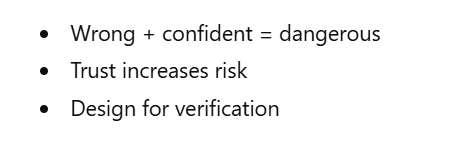 • Wrong + confident = dangerous
• Trust increases risk
• Design for verification